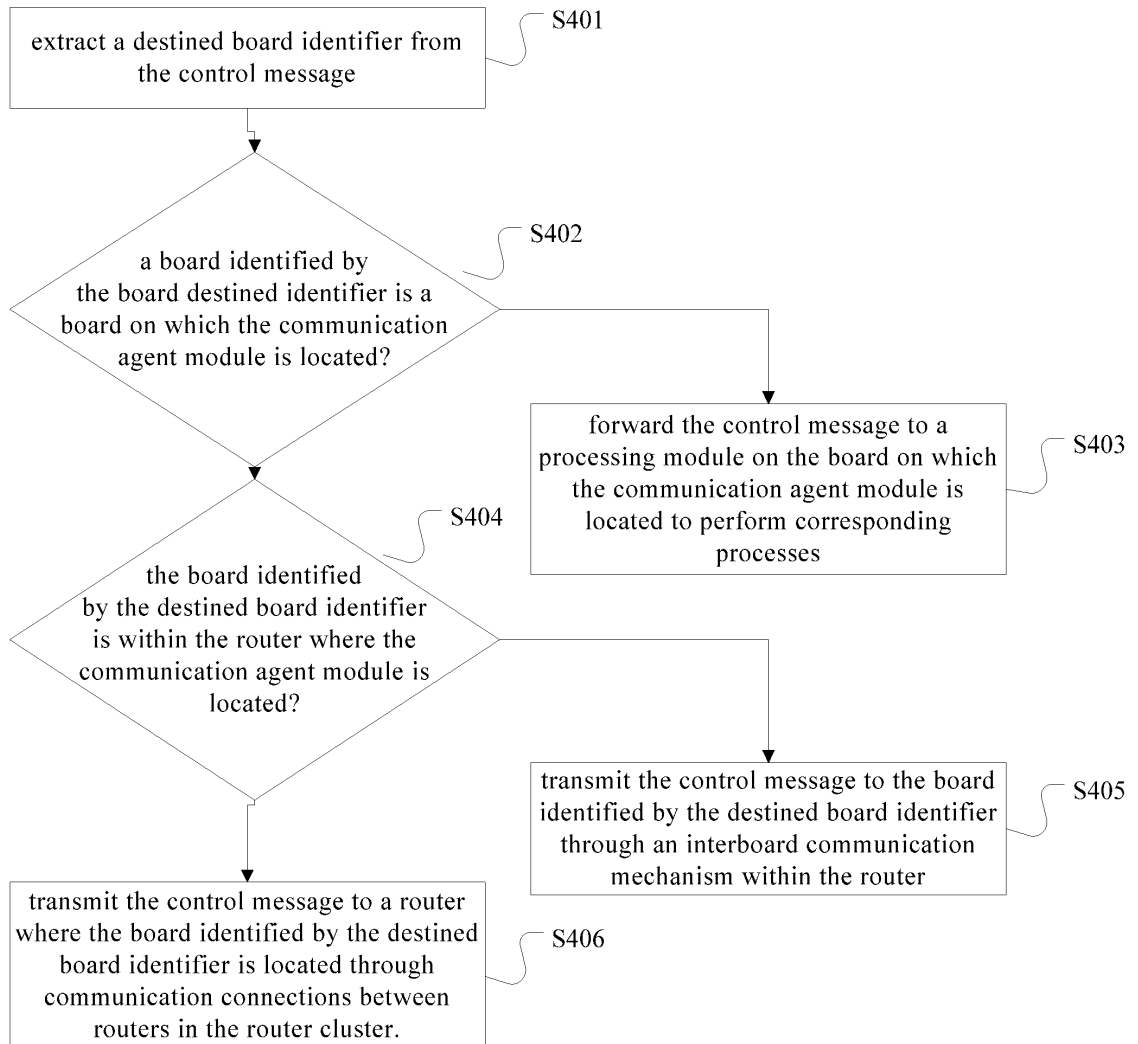 extract a destined board identifier from
the control message
S401
a board identified by
the board destined identifier is a
board on which the communication
agent module is located?
S402
forward the control message to a
processing module on the board on which
the communication agent module is
located to perform corresponding
processes
S403
the board identified
by the destined board identifier
is within the router where the
communication agent module is
located?
S404
transmit the control message to the board
identified by the destined board identifier
through an interboard communication
mechanism within the router
S405
transmit the control message to a router
where the board identified by the destined
board identifier is located through
communication connections between
routers in the router cluster.
S406